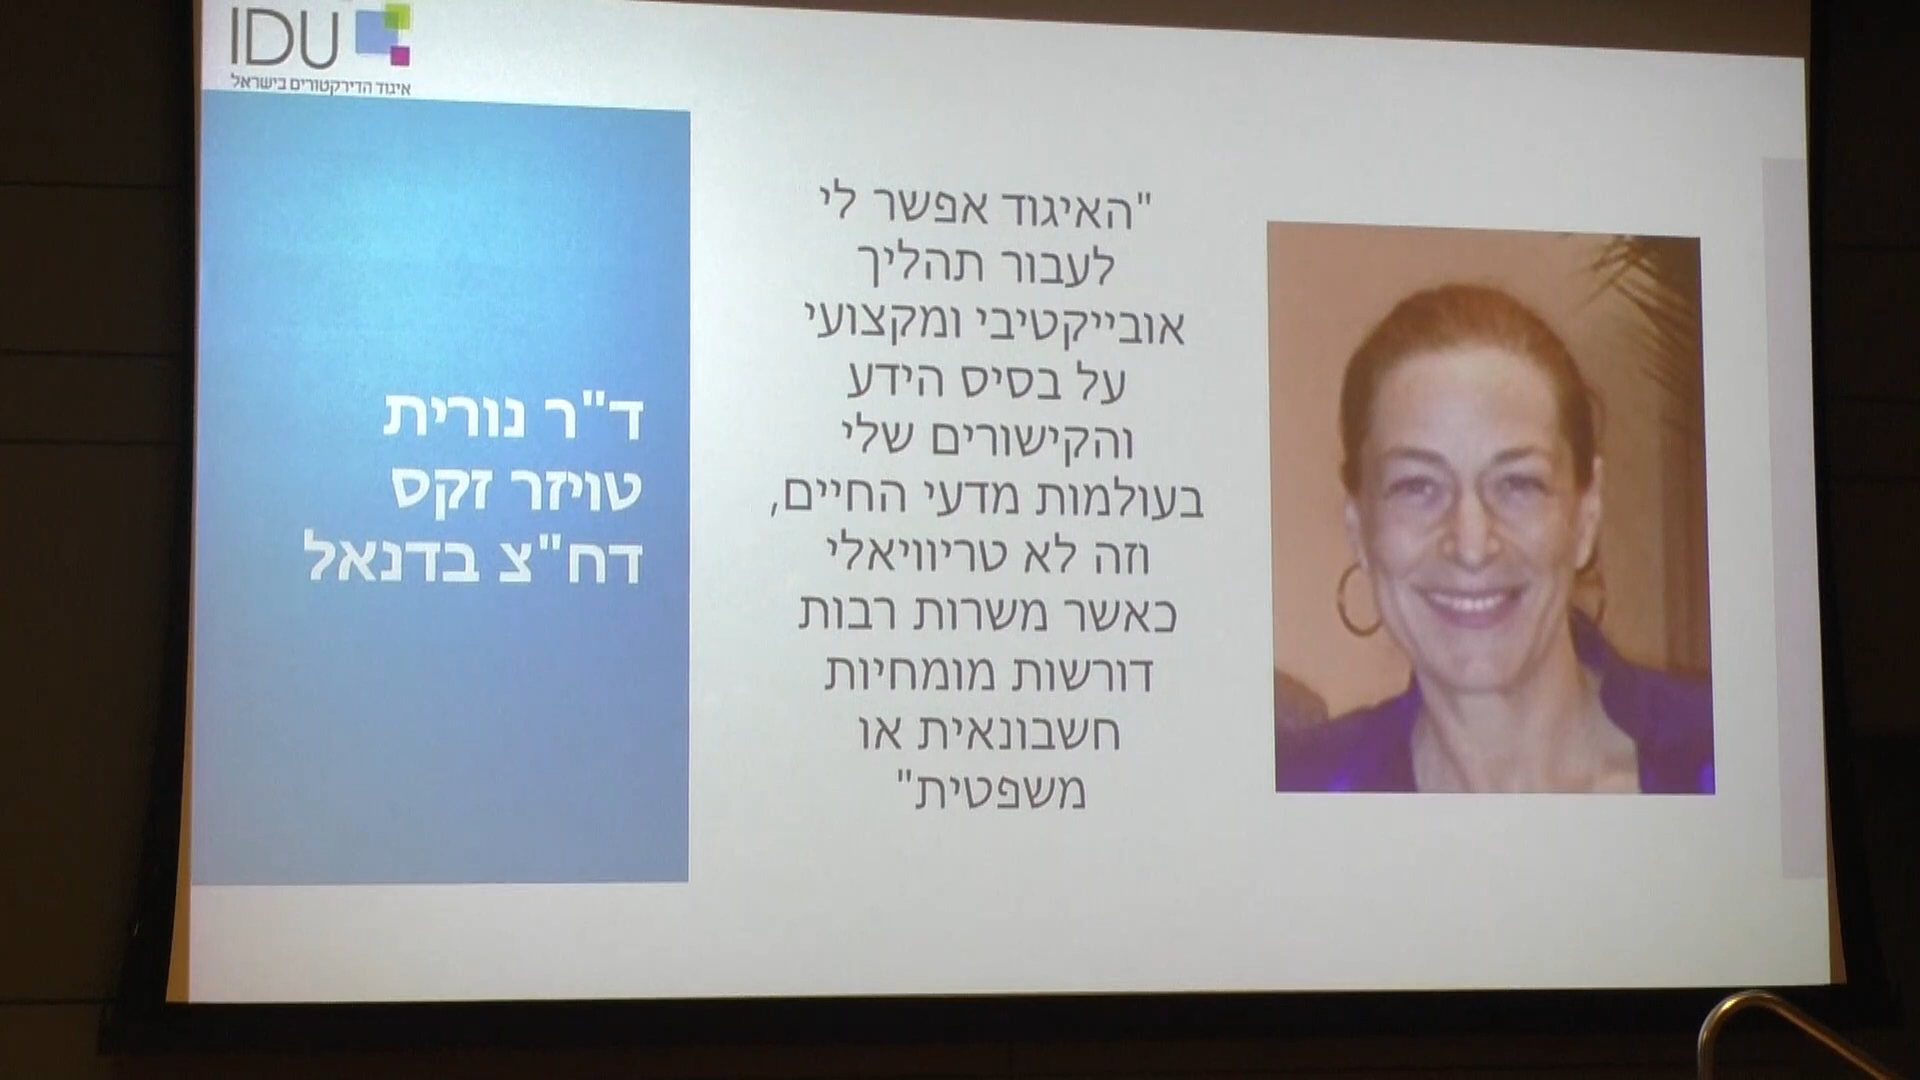 IDU
איגוד הדירקטורים בישראל
ד"ר נורית
טויזר זקס
דח"צ בדנאל
"האיגוד אפשר לי
לעבור תהליך
אובייקטיבי ומקצועי
על בסיס הידע
והקישורים שלי
בעולמות מדעי החיים,
וזה לא טריוויאלי
כאשר משרות רבות
דורשות מומחיות
חשבונאית או
משפטית"